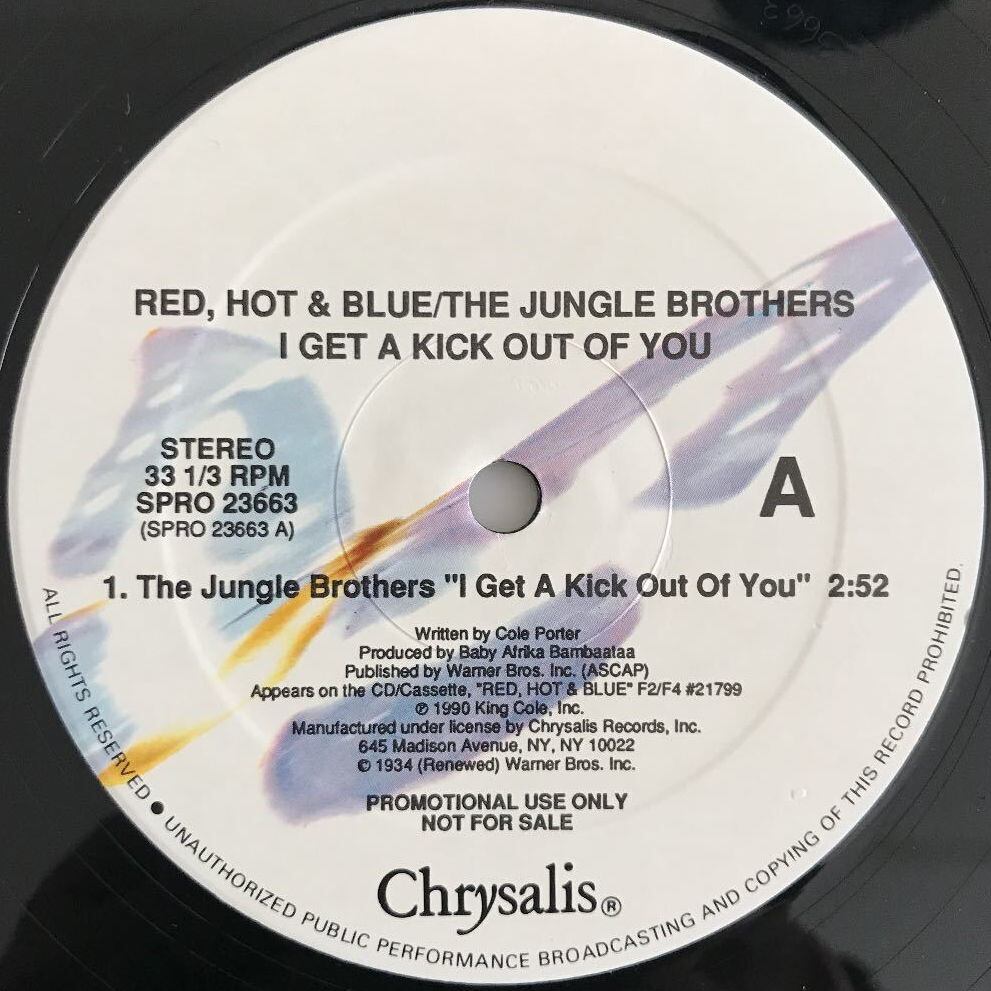 RED, HOT & BLUE/THE JUNGLE BROTHERS
I GET A KICK OUT OF YOU
STEREO
33 1/3 RPM
SPRO 23663
(SPRO 23663 A)
A
1. The Jungle Brothers "I Get A Kick Out Of You" 2:52
Written by Cole Porter
Produced by Baby Afrika Bambaataa
Published by Warner Bros. Inc. (ASCAP)
Appears on the CD/Cassette, "RED, HOT & BLUE" F2/F4 #21799
℗ 1990 King Cole, Inc.
Manufactured under license by Chrysalis Records, Inc.
645 Madison Avenue, NY, NY 10022
© 1934 (Renewed) Warner Bros. Inc.
PROMOTIONAL USE ONLY
NOT FOR SALE
Chrysalis®
ALL RIGHTS RESERVED ● UNAUTHORIZED PUBLIC PERFORMANCE BROADCASTING AND COPYING OF THIS RECORD PROHIBITED.